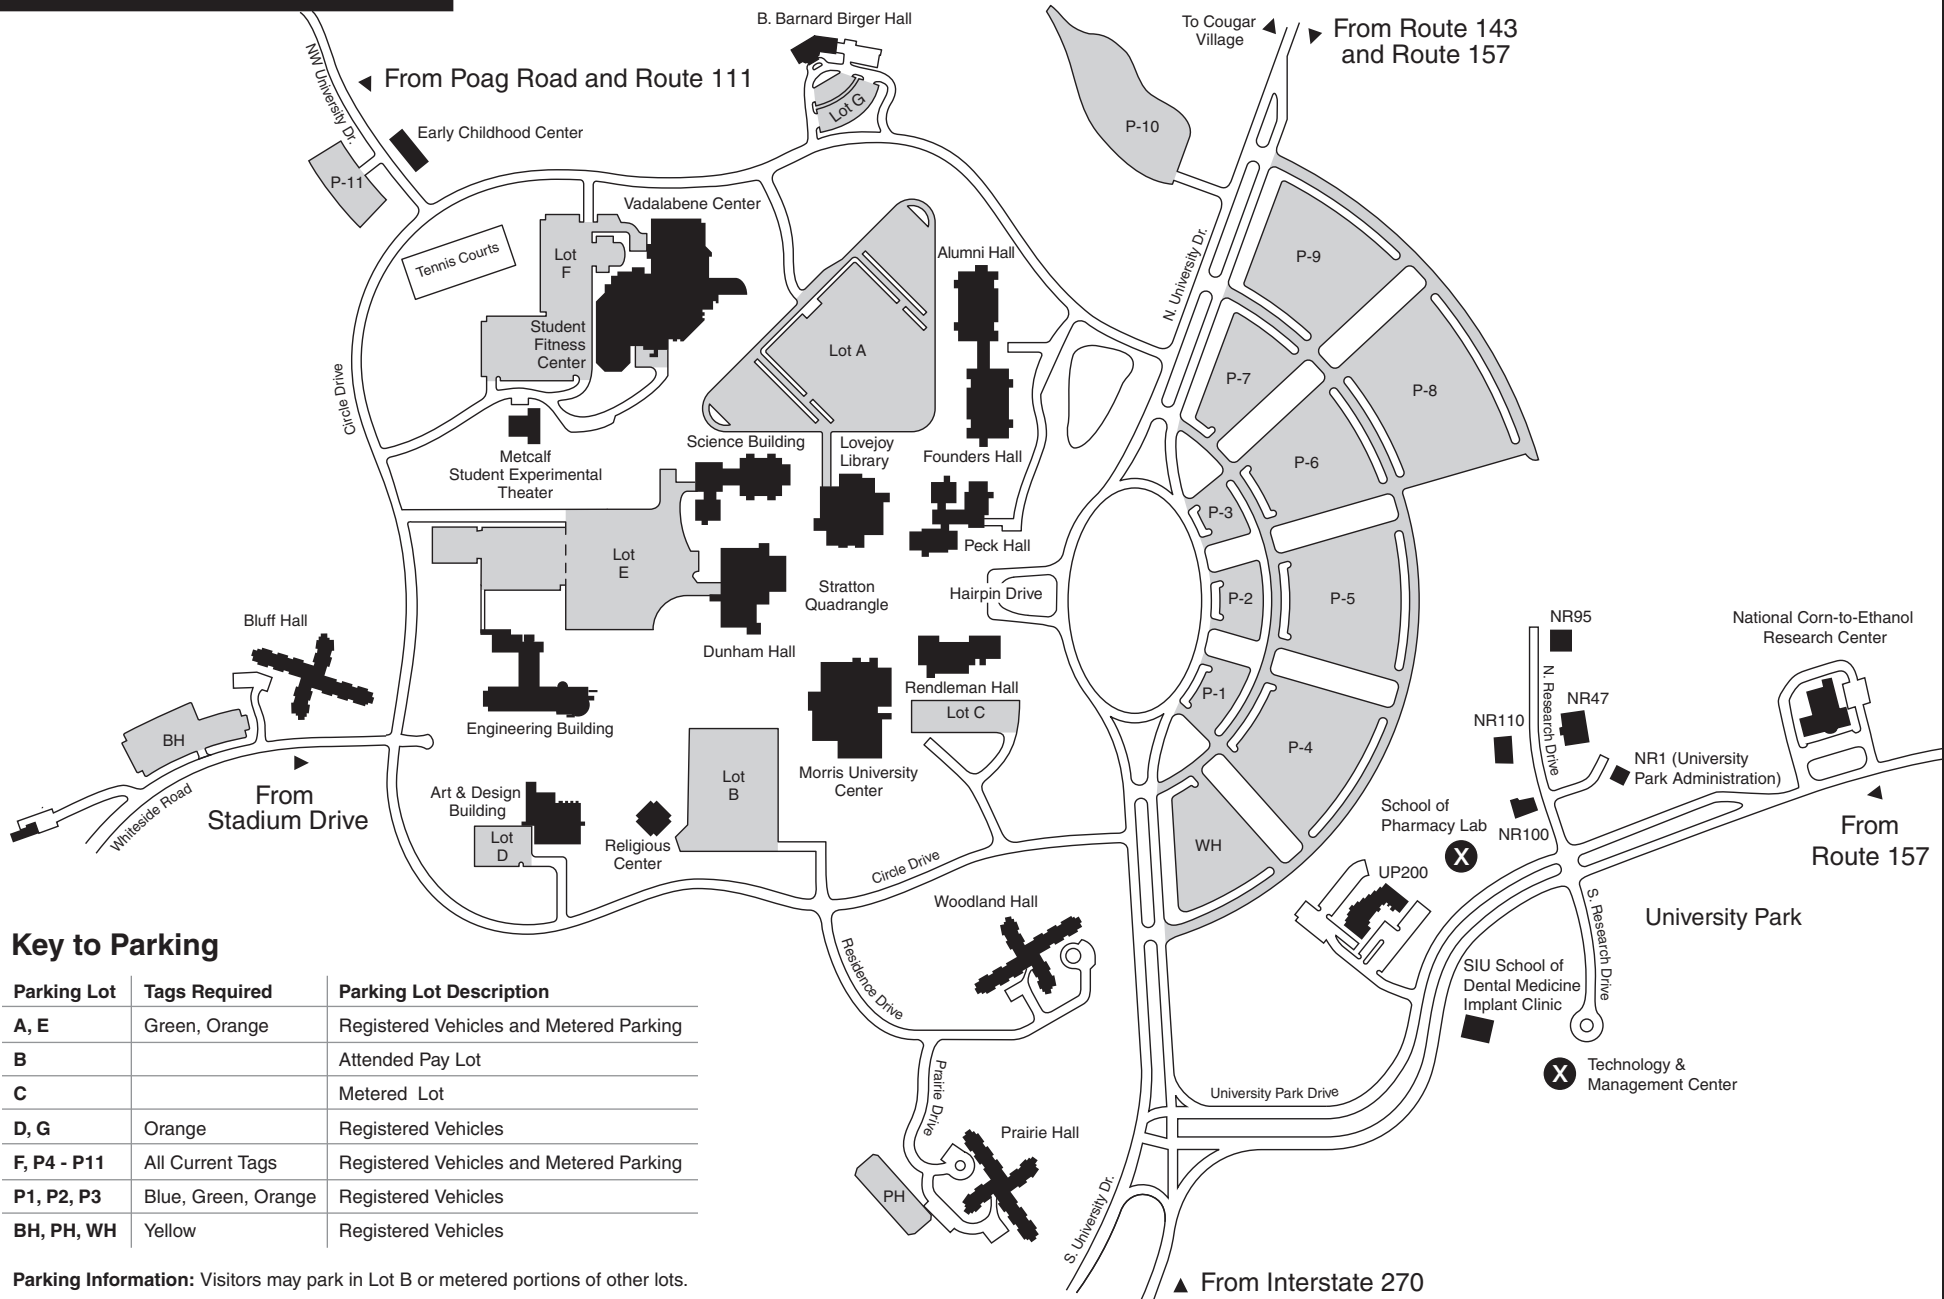 B. Barnard Birger Hall
To Cougar
Village
From Route 143
and Route 157
NW University Dr.
From Poag Road and Route 111
Early Childhood Center
Lot G
P-10
P-11
Vadalabene Center
Tennis Courts
Lot
F
Alumni Hall
N. University Dr.
P-9
Student
Fitness
Center
Lot A
P-7
P-8
Circle Drive
Science Building
Lovejoy
Library
Founders Hall
Metcalf
Student Experimental
Theater
P-6
P-3
Peck Hall
Lot
E
Stratton
Quadrangle
Hairpin Drive
P-2
P-5
Bluff Hall
Dunham Hall
NR95
National Corn-to-Ethanol
Research Center
Rendleman Hall
P-1
N. Research Drive
NR47
NR110
Lot C
Engineering Building
BH
P-4
NR1 (University
Park Administration)
Morris University
Center
Lot
B
From
Stadium Drive
Whiteside Road
Art & Design
Building
Lot
D
Religious
Center
School of
Pharmacy Lab
X
NR100
From
Route 157
WH
Circle Drive
UP200
S. Research Drive
University Park
Woodland Hall
Residence Drive
SIU School of
Dental Medicine
Implant Clinic
X
Technology &
Management Center
University Park Drive
Prairie Drive
Prairie Hall
PH
S. University Dr.
From Interstate 270
Key to Parking
Parking Lot Tags Required Parking Lot Description
A, E Green, Orange Registered Vehicles and Metered Parking
B Attended Pay Lot
C Metered Lot
D, G Orange Registered Vehicles
F, P4 - P11 All Current Tags Registered Vehicles and Metered Parking
P1, P2, P3 Blue, Green, Orange Registered Vehicles
BH, PH, WH Yellow Registered Vehicles
Parking Information: Visitors may park in Lot B or metered portions of other lots.